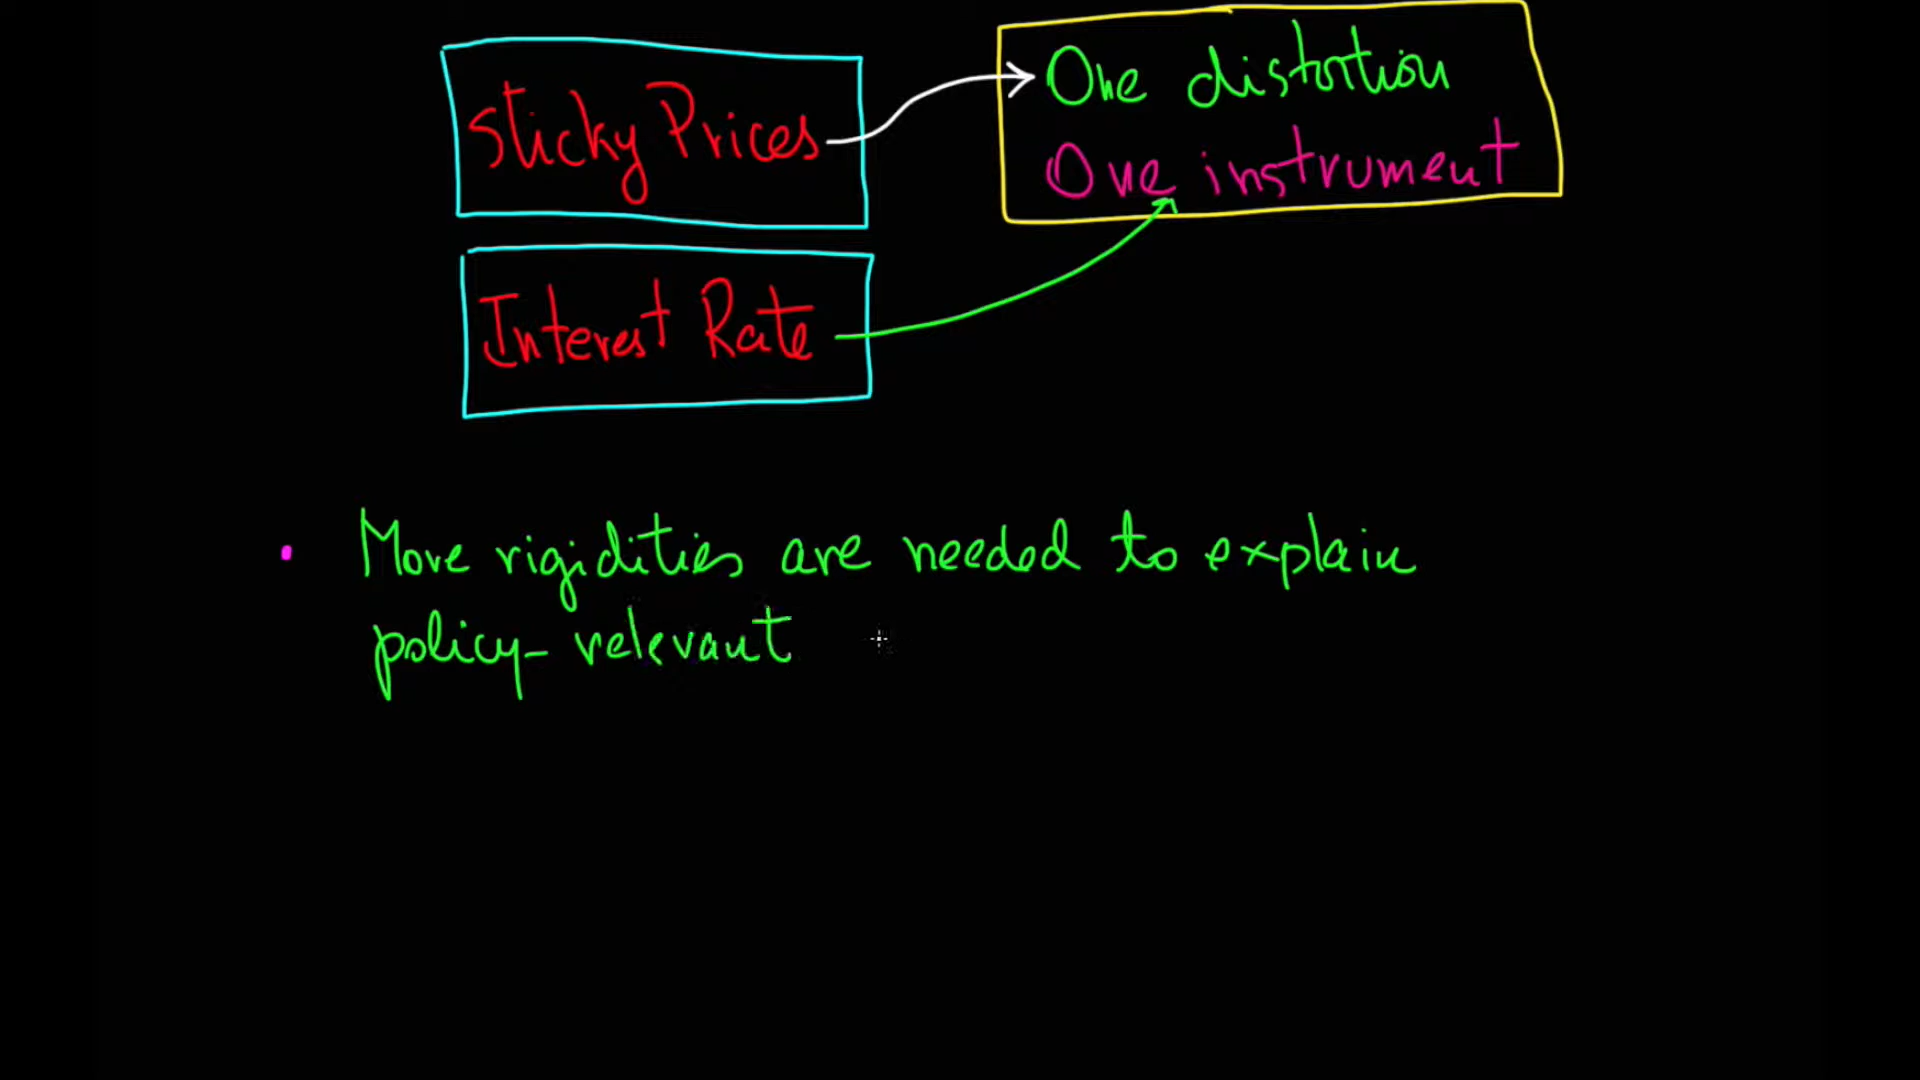 Sticky Prices
One distortion
One instrument
Interest Rate
• More rigidities are needed to explain
policy-relevant